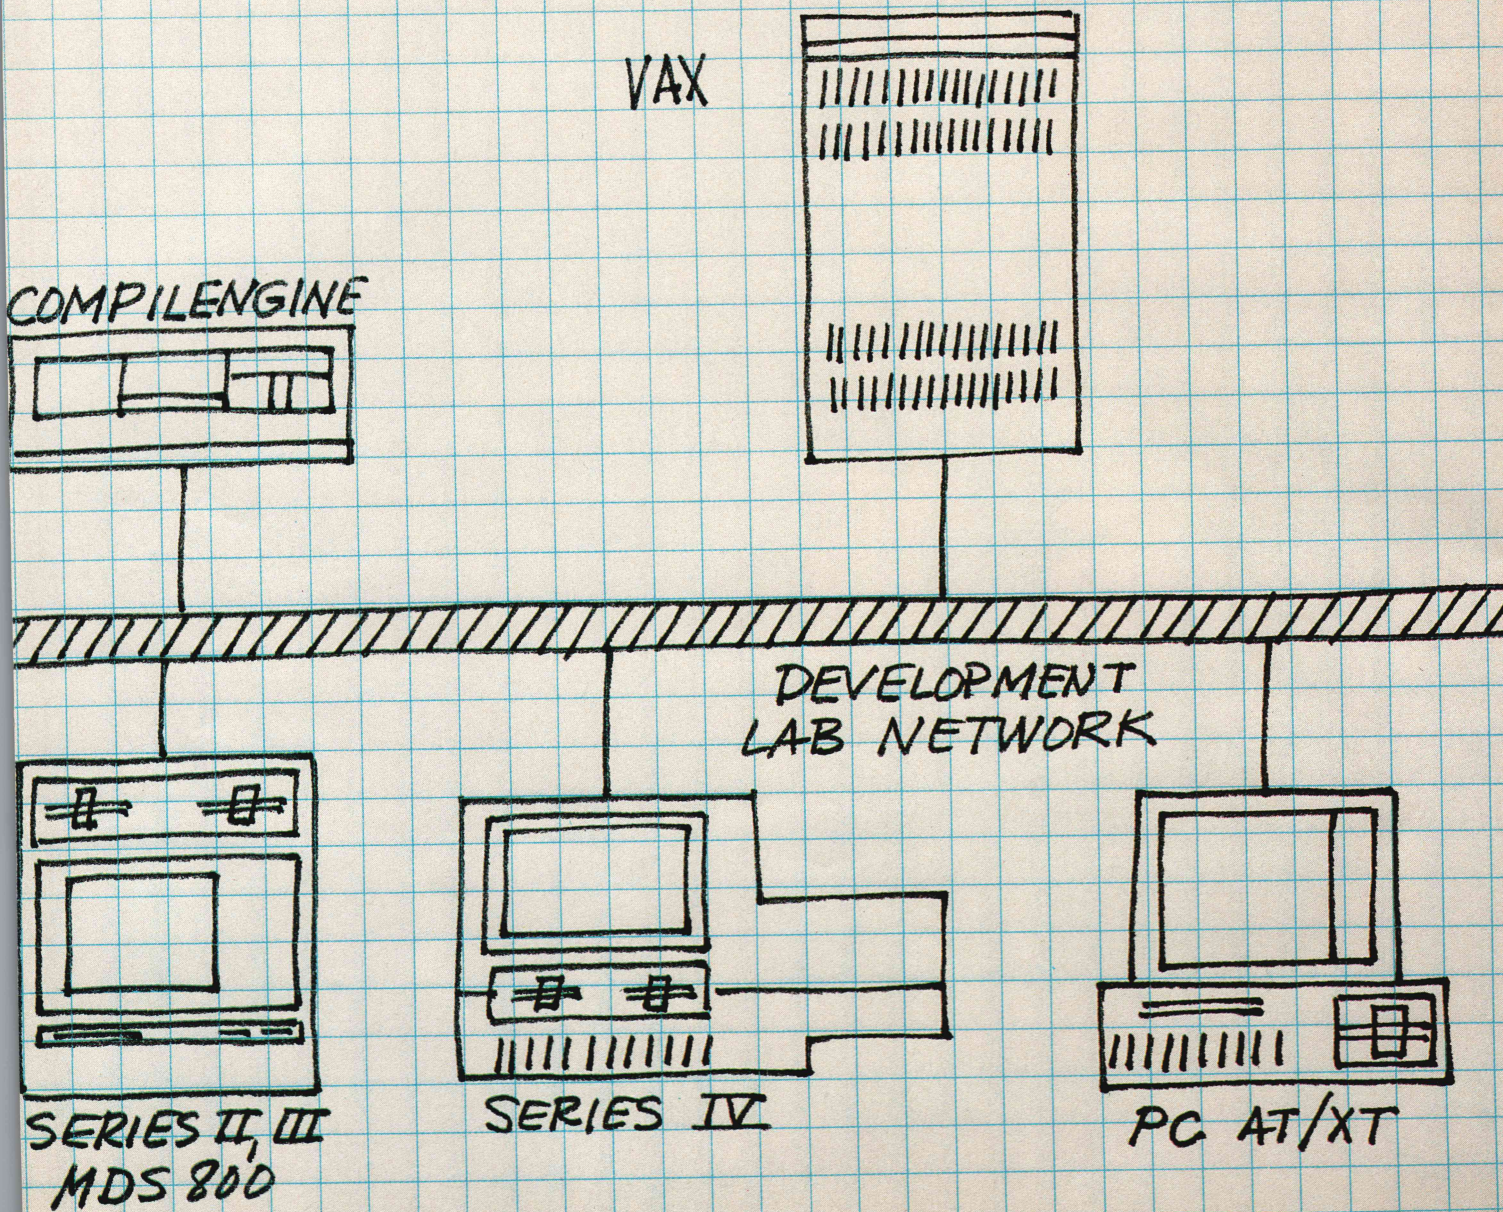 VAX
COMPILENGINE
DEVELOPMENT
LAB NETWORK
SERIES II, III
MDS 800
SERIES IV
PC AT/XT